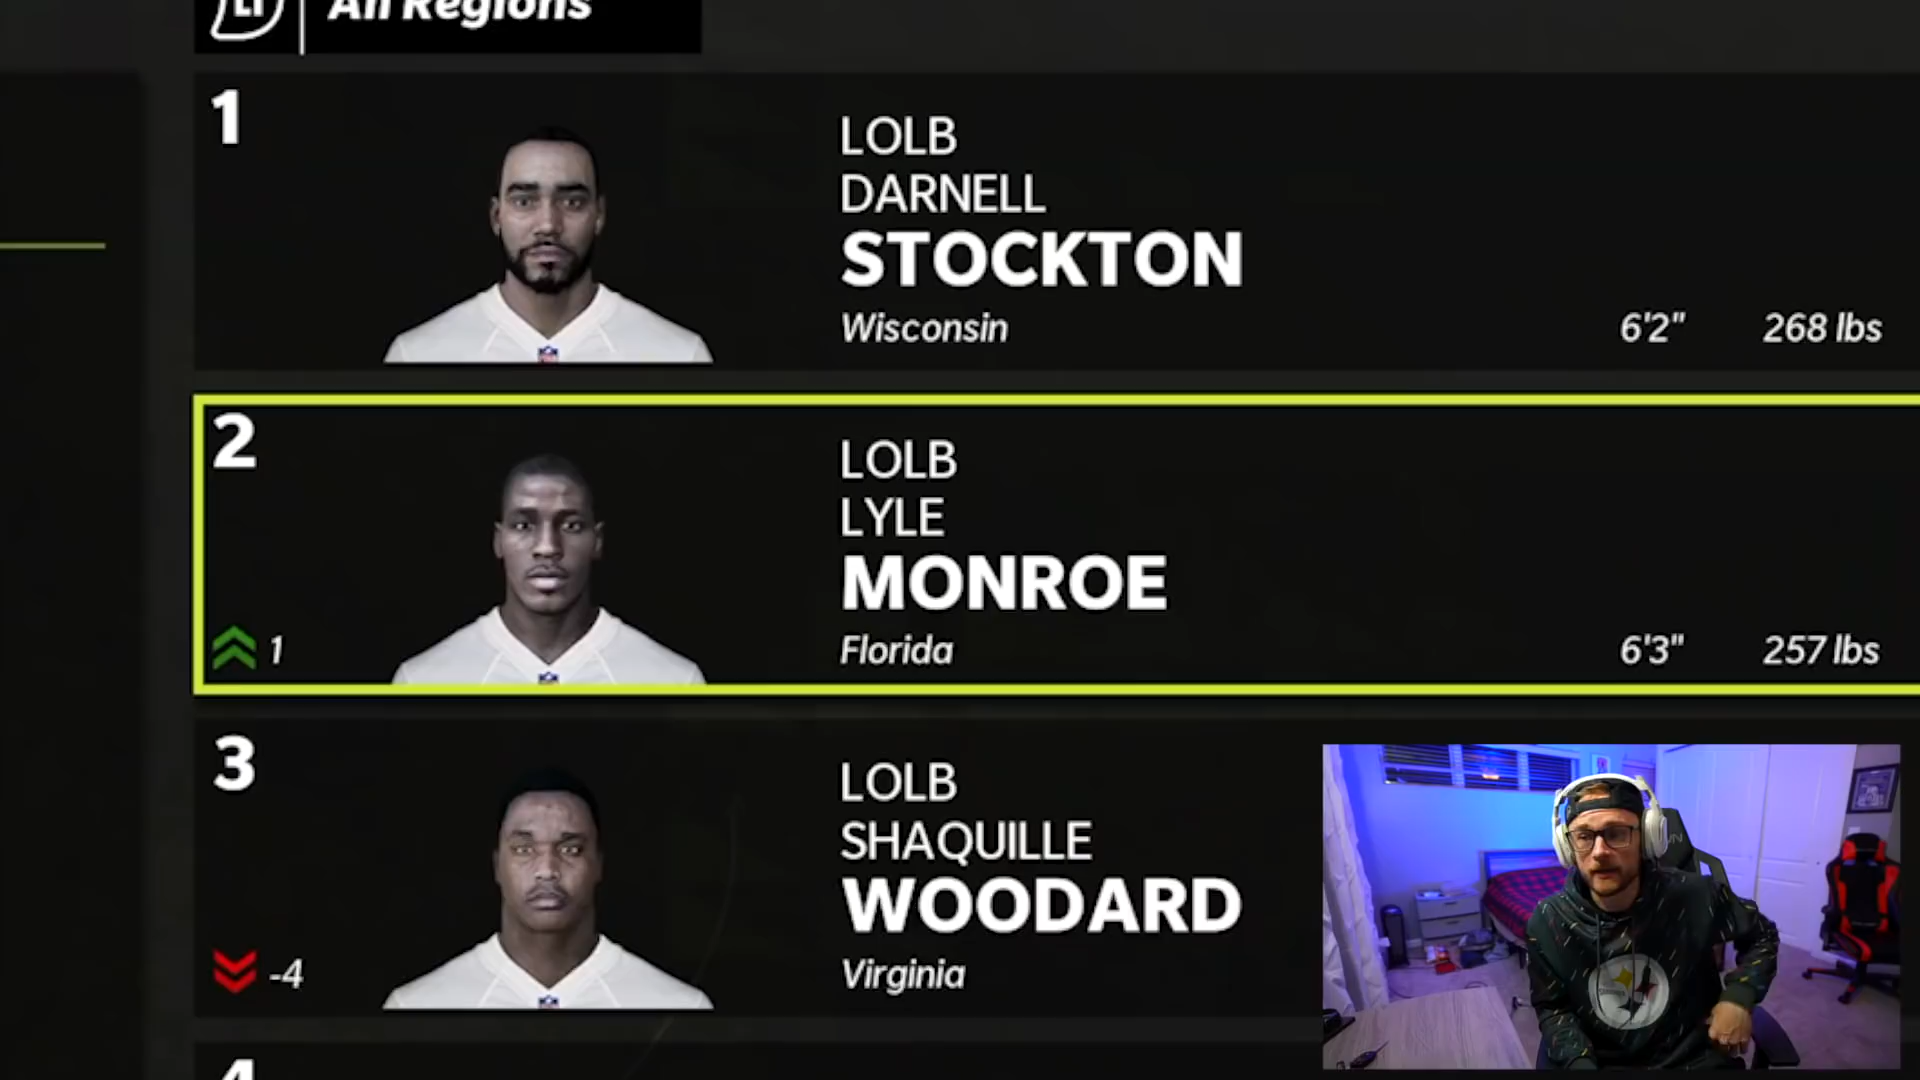 All Regions
1
LOLB
DARNELL
STOCKTON
Wisconsin
6'2" 268 lbs
2
LOLB
LYLE
MONROE
Florida
6'3" 257 lbs
1
3
LOLB
SHAQUILLE
WOODARD
Virginia
-4
4